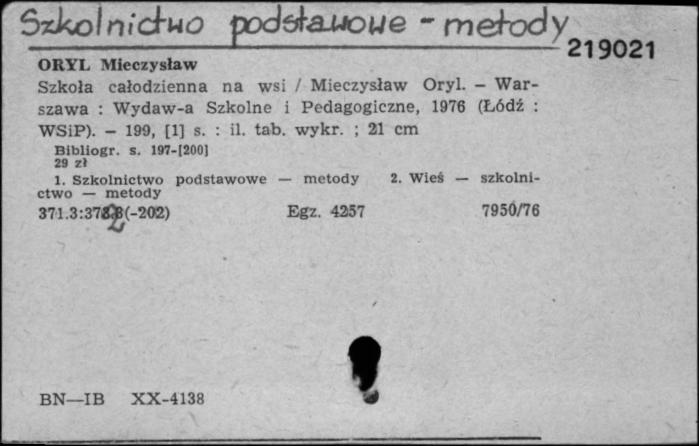 Szkolnictwo podstawowe - metody
219021
ORYL Mieczysław
Szkoła całodzienna na wsi / Mieczysław Oryl. — War-
szawa : Wydaw-a Szkolne i Pedagogiczne, 1976 (Łódź :
WSiP). — 199, [1] s. : il. tab. wykr. ; 21 cm
Bibliogr. s. 197-[200]
29 zł
1. Szkolnictwo podstawowe — metody 2. Wieś — szkolni-
ctwo — metody
(-202) Egz. 4257 7950/76
BN—IB XX-4138